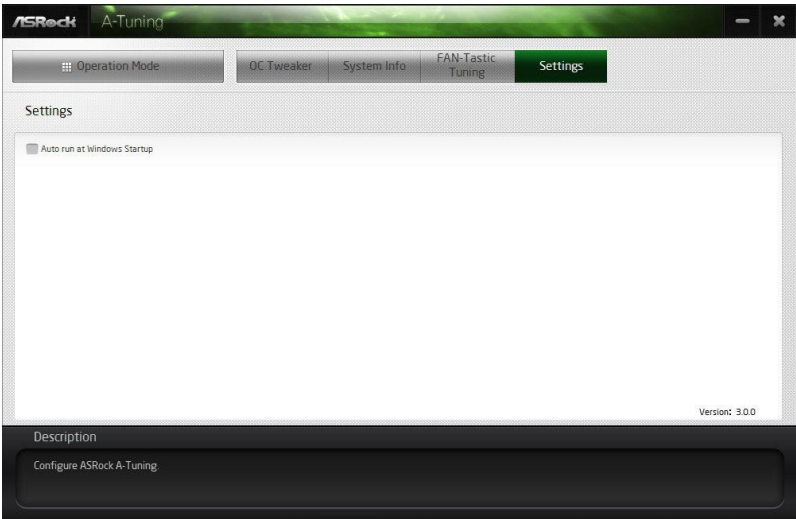 ASRock A-Tuning
Operation Mode
OC Tweaker
System Info
FAN-Tastic
Tuning
Settings
Settings
Auto run at Windows Startup
Version: 3.0.0
Description
Configure ASRock A-Tuning.